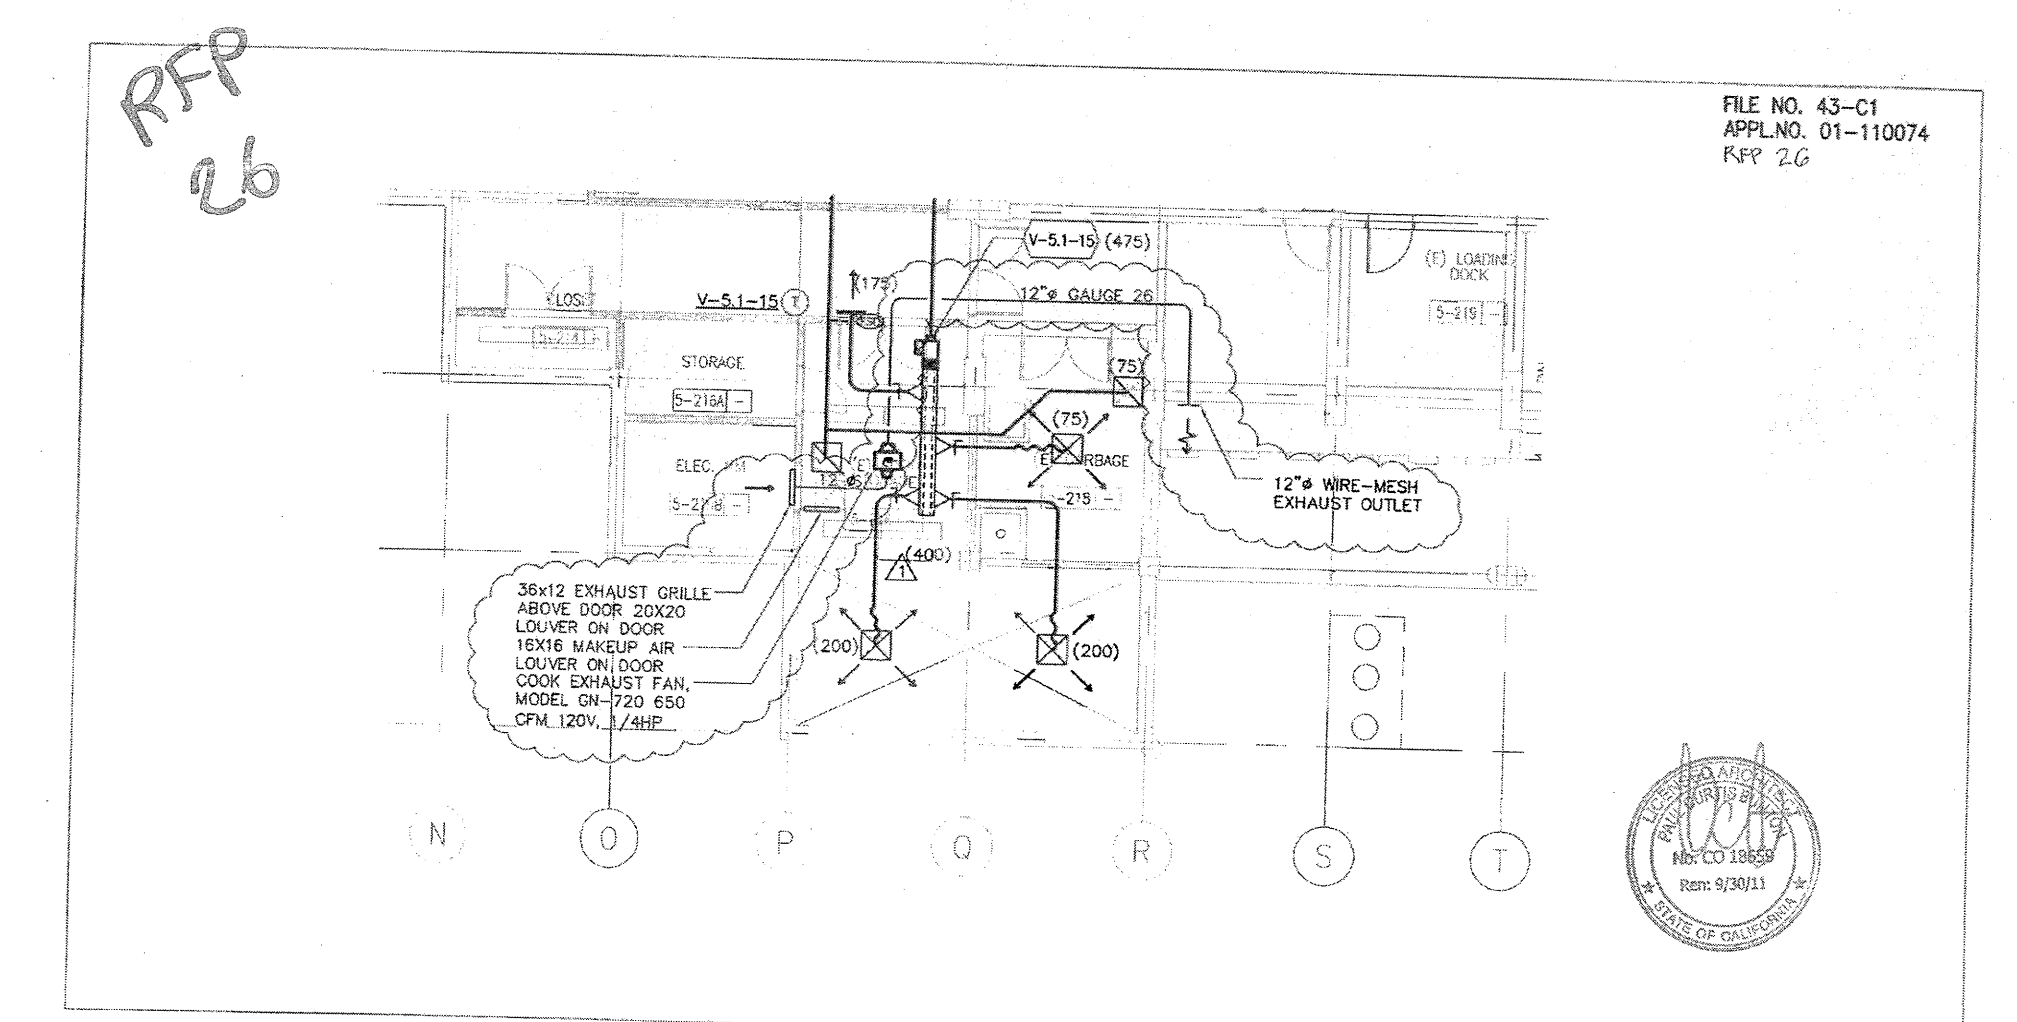 RFP
26
FILE NO. 43-C1
APPL.NO. 01-110074
RFP 26
V-5.1-15 (475)
(175)
V-5.1-15 T
12"ø GAUGE 26
(E) LOADING
DOCK
5-219 -
STORAGE
5-216A -
(75)
(75)
ELEC.
12"ø
-215 -
12"ø WIRE-MESH
EXHAUST OUTLET
(400)
1
36x12 EXHAUST GRILLE
ABOVE DOOR 20X20
LOUVER ON DOOR
16X16 MAKEUP AIR
LOUVER ON DOOR
COOK EXHAUST FAN,
MODEL GN-720 650
CFM 120V, 1/4HP
(200)
(200)
N
O
P
Q
R
S
T
LICENSED ARCHITECT
No. CO 18659
Ren: 9/30/11
STATE OF CALIFORNIA